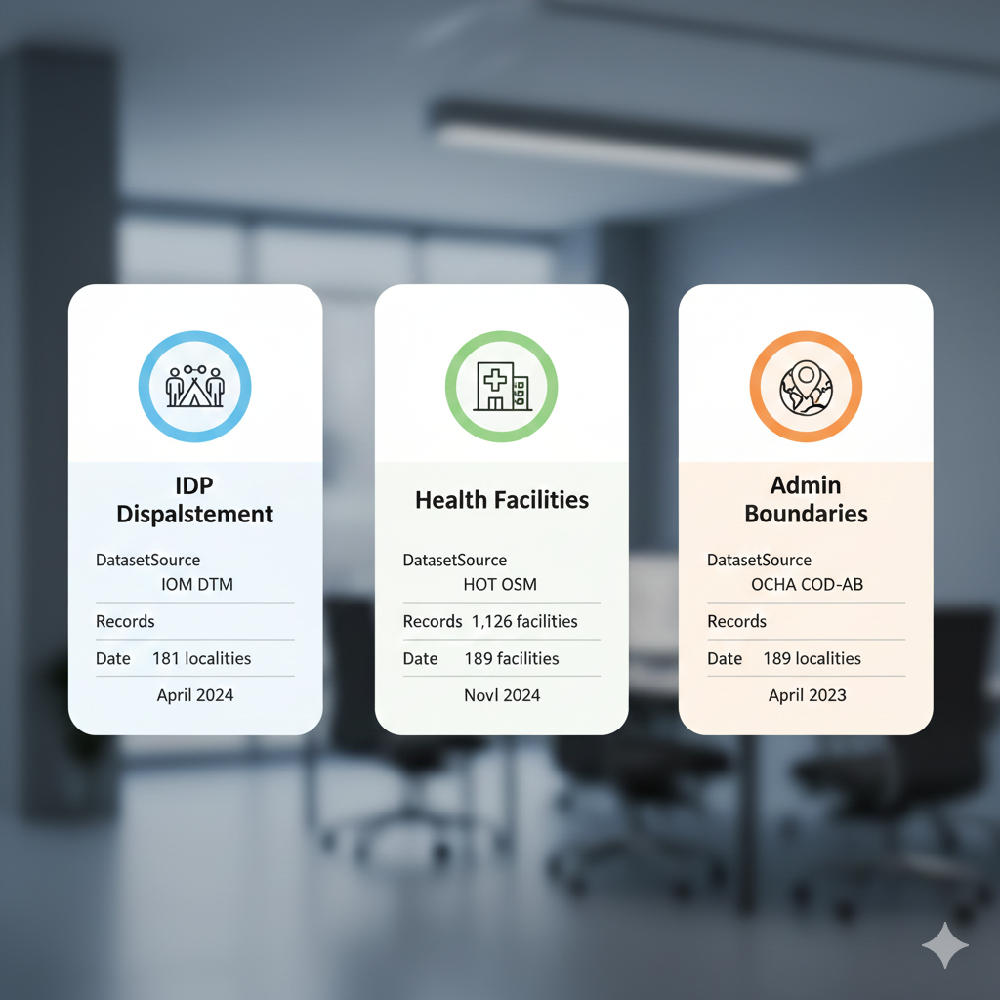 IDP
Dispalstement
DatasetSource
IOM DTM
Records
Date 181 localities
April 2024
Health Facilities
DatasetSource
HOT OSM
Records 1,126 facilities
Date 189 facilities
Novl 2024
Admin
Boundaries
DatasetSource
OCHA COD-AB
Records
Date 189 localities
April 2023